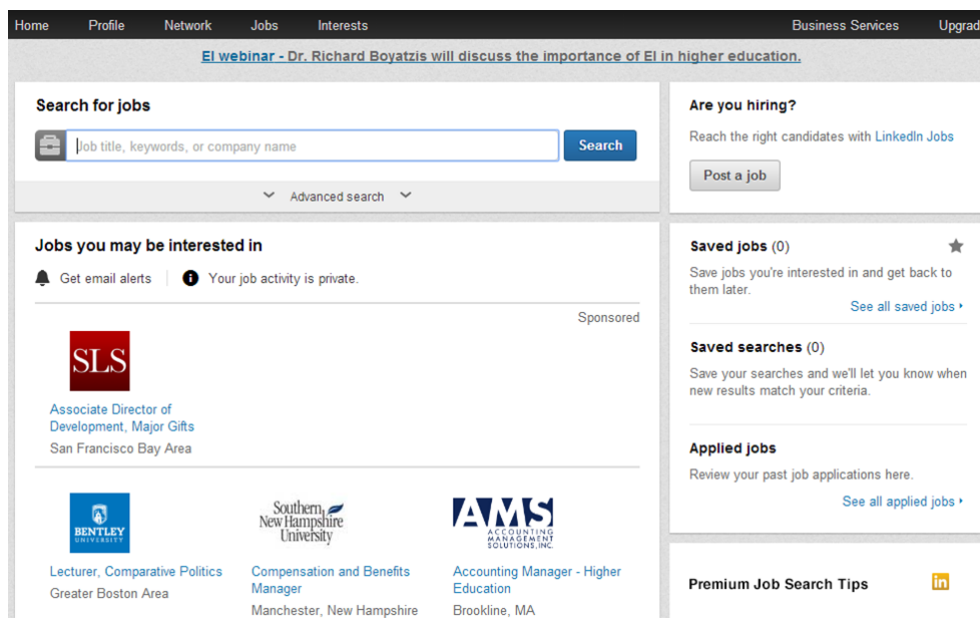 Home Profile Network Jobs Interests Business Services Upgrad
EI webinar - Dr. Richard Boyatzis will discuss the importance of EI in higher education.
Search for jobs
Job title, keywords, or company name
Search
Advanced search
Jobs you may be interested in
Get email alerts Your job activity is private.
Sponsored
SLS
Associate Director of
Development, Major Gifts
San Francisco Bay Area
BENTLEY
UNIVERSITY
Lecturer, Comparative Politics
Greater Boston Area
Southern
New Hampshire
University
Compensation and Benefits
Manager
Manchester, New Hampshire
AMS
ACCOUNTING
MANAGEMENT
SOLUTIONS, INC.
Accounting Manager - Higher
Education
Brookline, MA
Are you hiring?
Reach the right candidates with LinkedIn Jobs
Post a job
Saved jobs (0)
Save jobs you're interested in and get back to
them later.
See all saved jobs
Saved searches (0)
Save your searches and we'll let you know when
new results match your criteria.
Applied jobs
Review your past job applications here.
See all applied jobs
Premium Job Search Tips
in